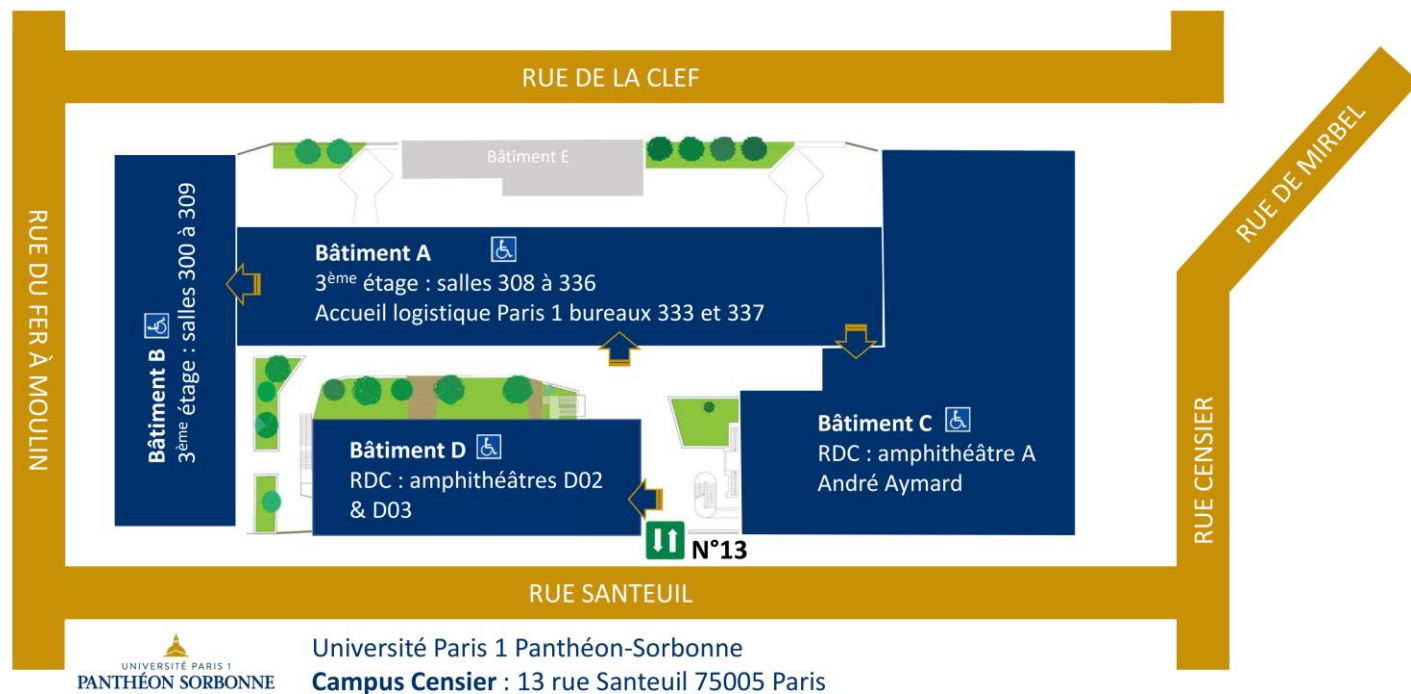 RUE DE LA CLEF
RUE DE MIRBEL
Bâtiment E
RUE DU FER À MOULIN
Bâtiment B
3ème étage : salles 300 à 309
Bâtiment A
3ème étage : salles 308 à 336
Accueil logistique Paris 1 bureaux 333 et 337
Bâtiment D
RDC : amphithéâtres D02
& D03
Bâtiment C
RDC : amphithéâtre A
André Aymard
RUE CENSIER
N°13
RUE SANTEUIL
UNIVERSITÉ PARIS 1
PANTHÉON SORBONNE
Université Paris 1 Panthéon-Sorbonne
Campus Censier : 13 rue Santeuil 75005 Paris